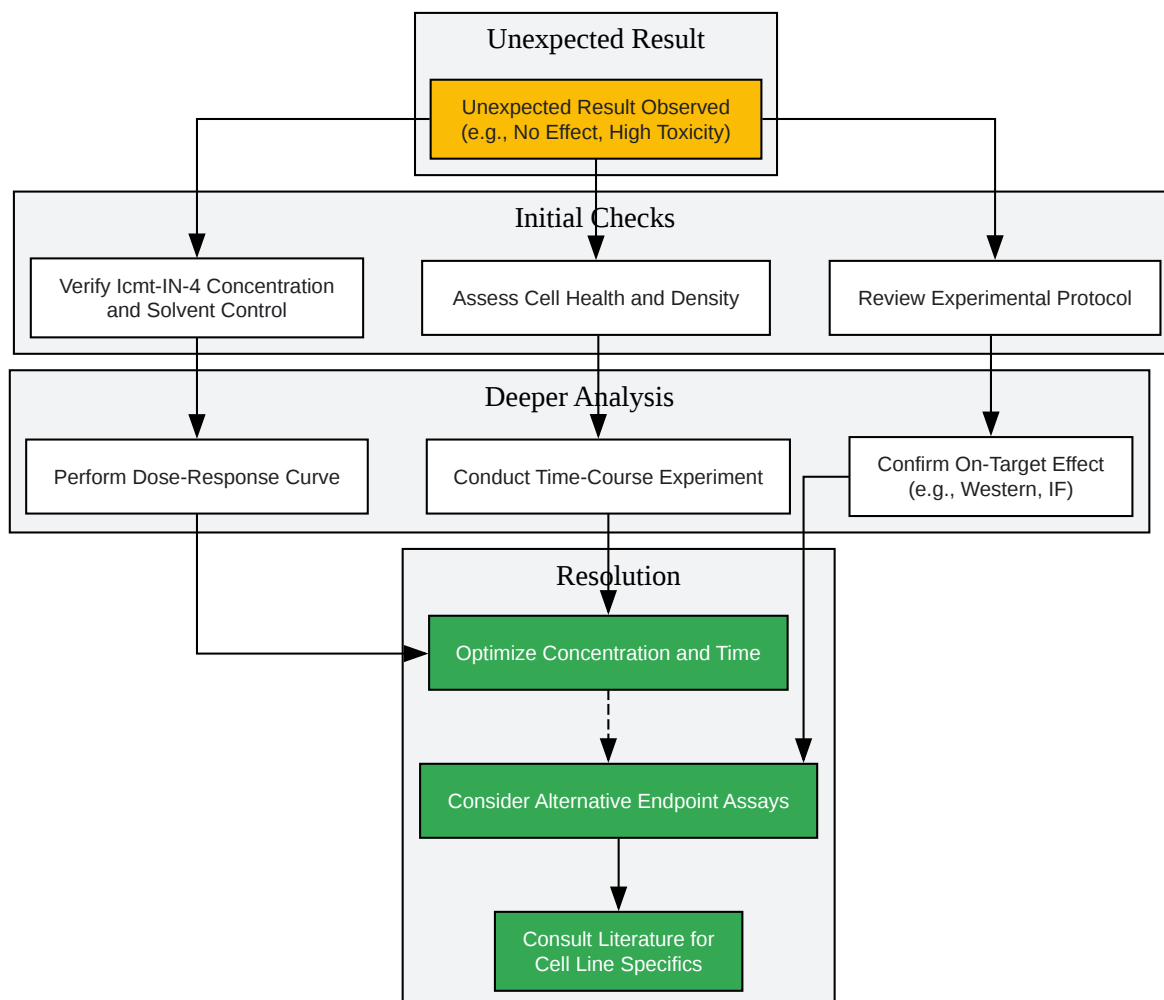 Unexpected Result
Unexpected Result Observed
(e.g., No Effect, High Toxicity)
Initial Checks
Verify Icmt-IN-4 Concentration
and Solvent Control
Assess Cell Health and Density
Review Experimental Protocol
Deeper Analysis
Perform Dose-Response Curve
Conduct Time-Course Experiment
Confirm On-Target Effect
(e.g., Western, IF)
Resolution
Optimize Concentration and Time
Consider Alternative Endpoint Assays
Consult Literature for
Cell Line Specifics